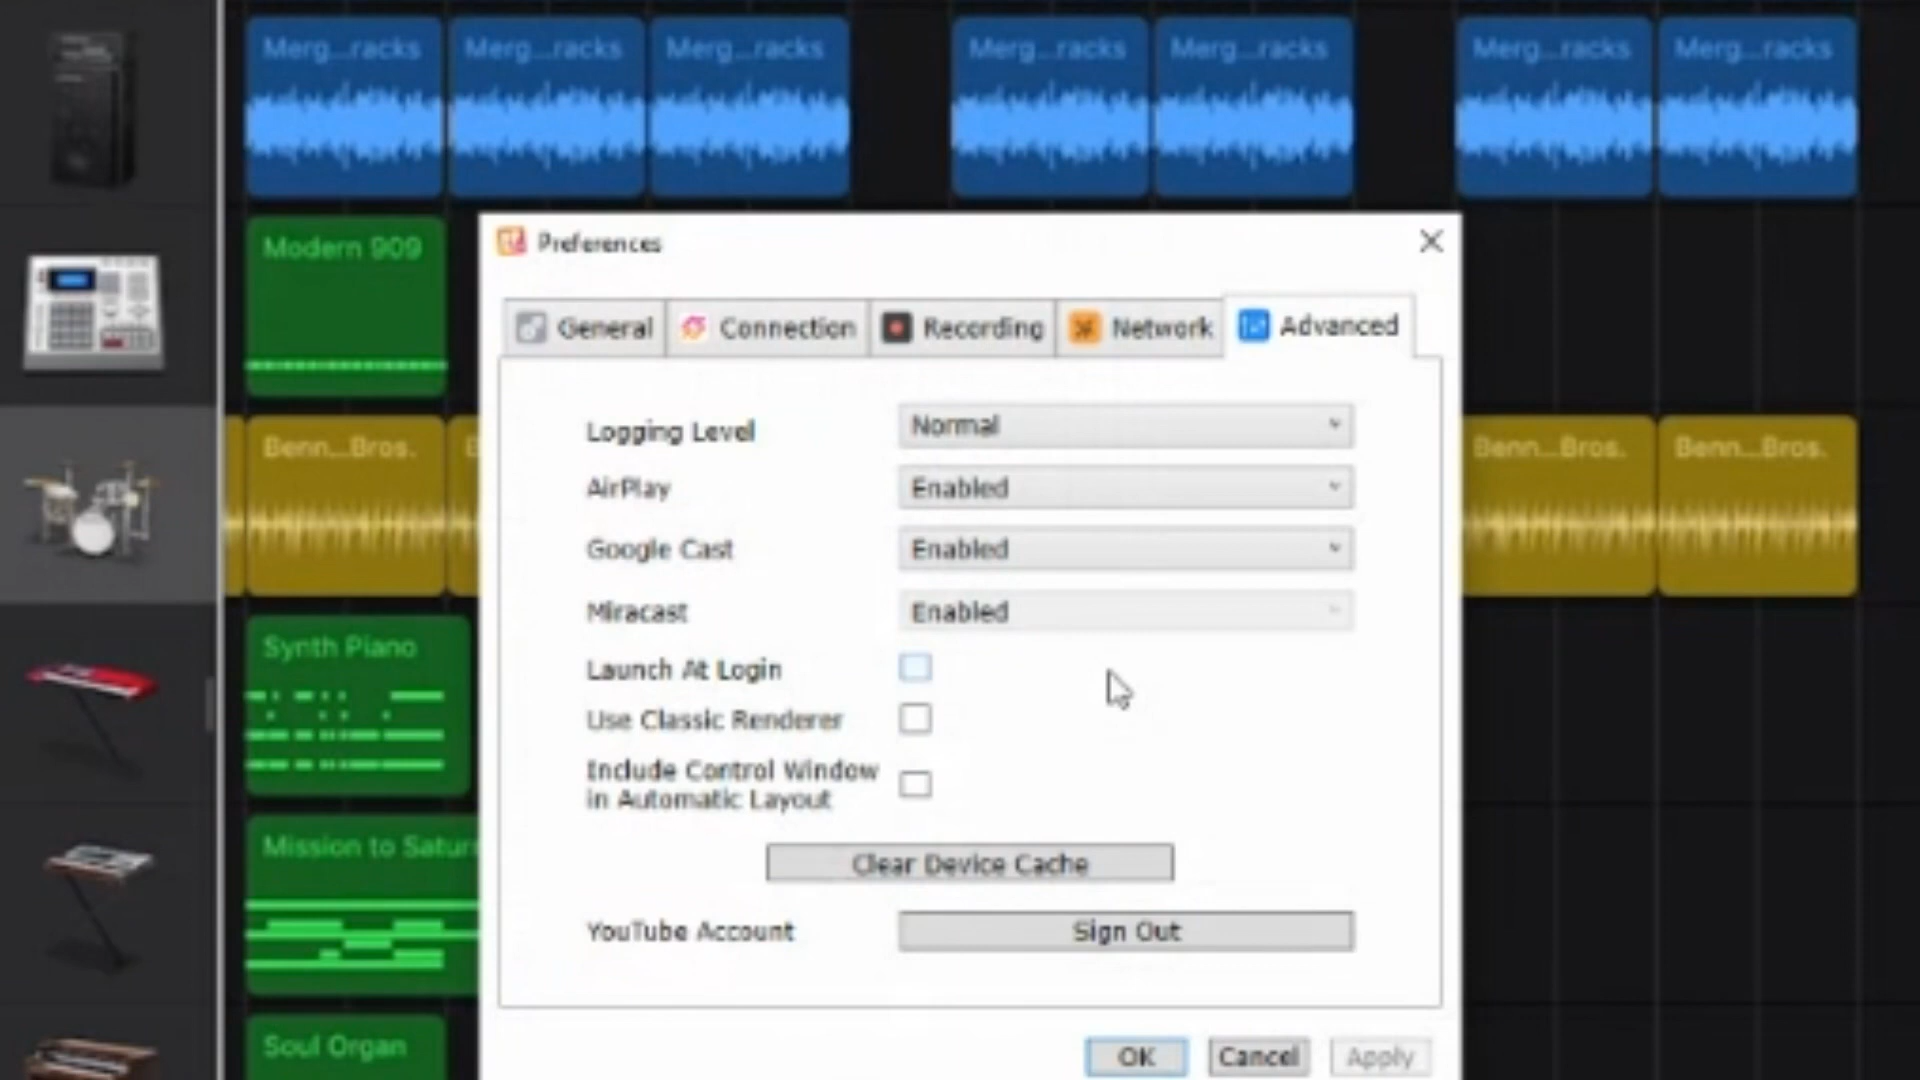 Merg...racks Merg...racks Merg...racks Merg...racks Merg...racks Merg...racks Merg...racks
Modern 909
Preferences
General Connection Recording Network Advanced
Logging Level Normal
AirPlay Enabled
Benn...Bros. B Benn...Bros. Benn...Bros.
Google Cast Enabled
Miracast Enabled
Synth Piano
Launch At Login
Use Classic Renderer
Include Control Window
in Automatic Layout
Mission to Satur
Clear Device Cache
YouTube Account Sign Out
Soul Organ
OK Cancel Apply